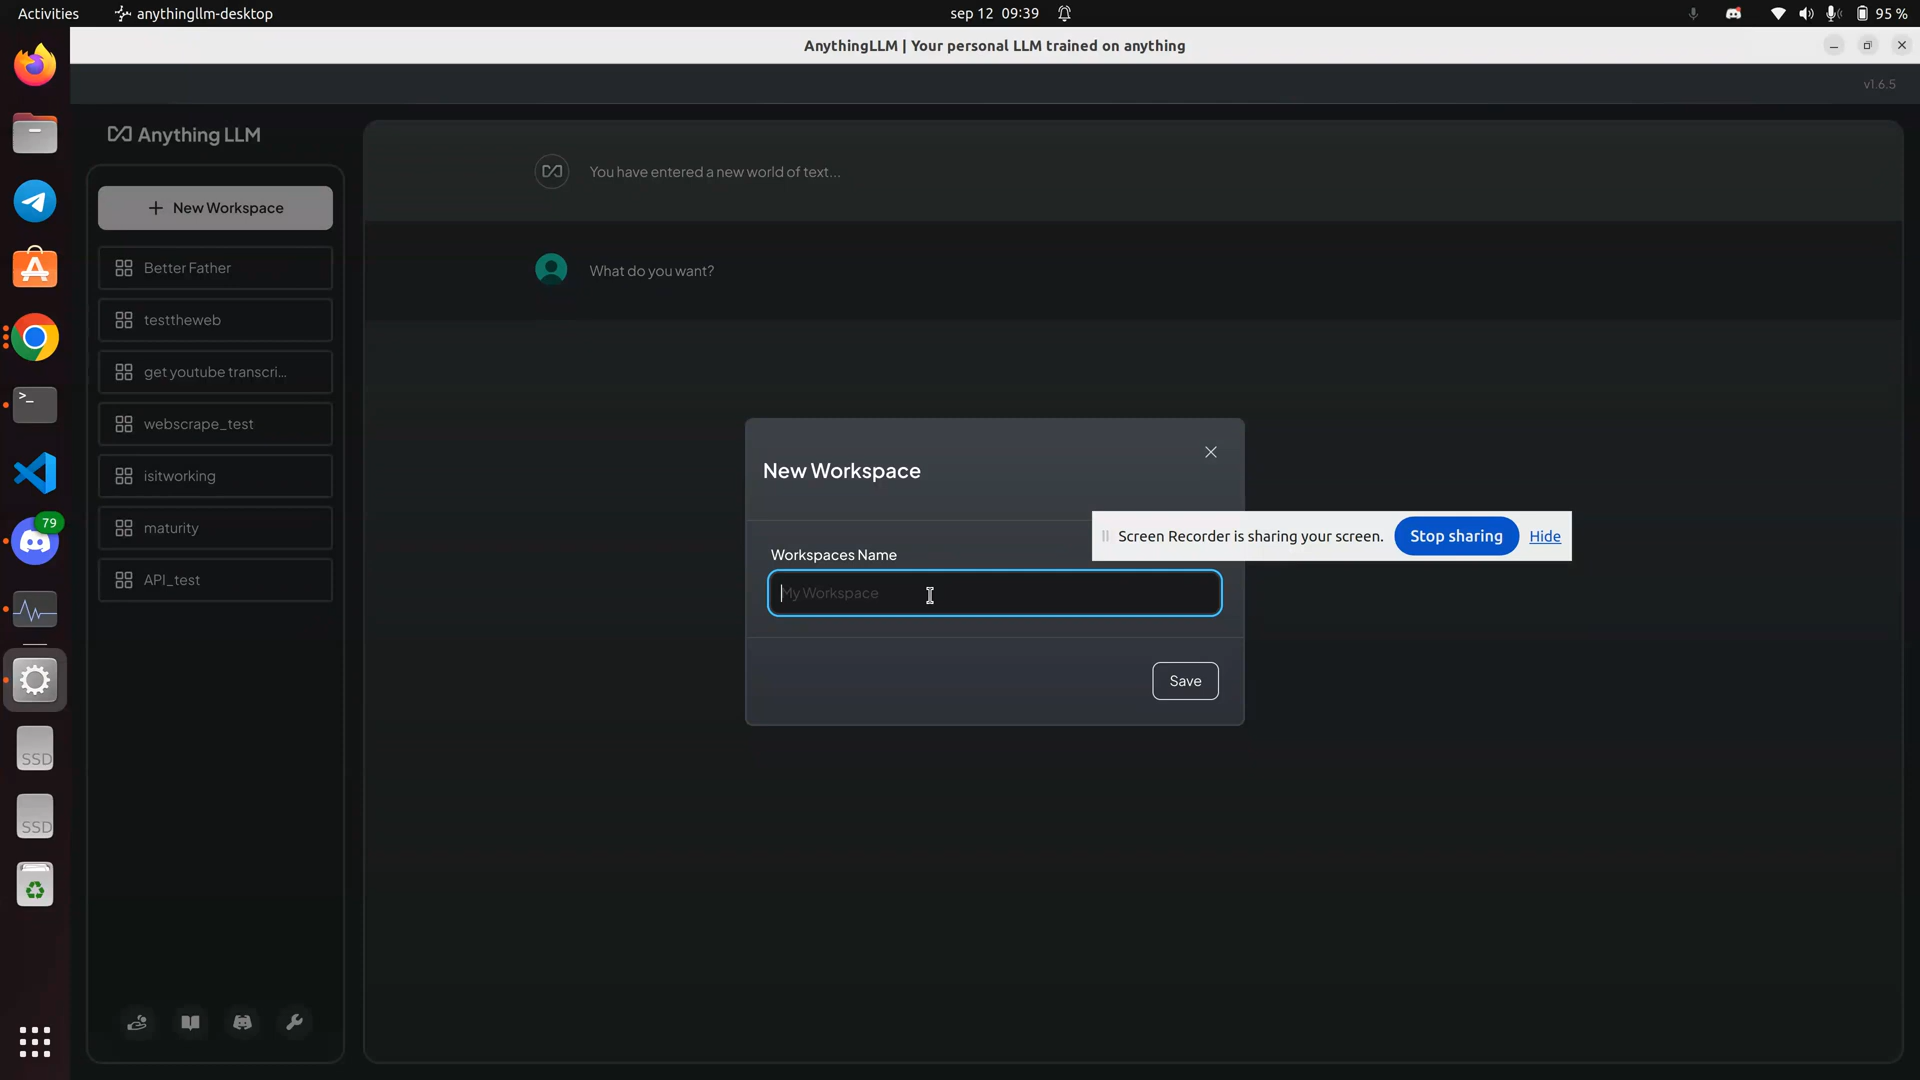 Activities
anythingllm-desktop
sep 12 09:39
95 %
AnythingLLM | Your personal LLM trained on anything
v1.6.5
Anything LLM
You have entered a new world of text...
New Workspace
Better Father
What do you want?
testtheweb
get youtube transcri...
webscrape_test
isitworking
maturity
API_test
New Workspace
Screen Recorder is sharing your screen.
Stop sharing
Hide
Workspaces Name
My Workspace
Save
>_
79
SSD
SSD